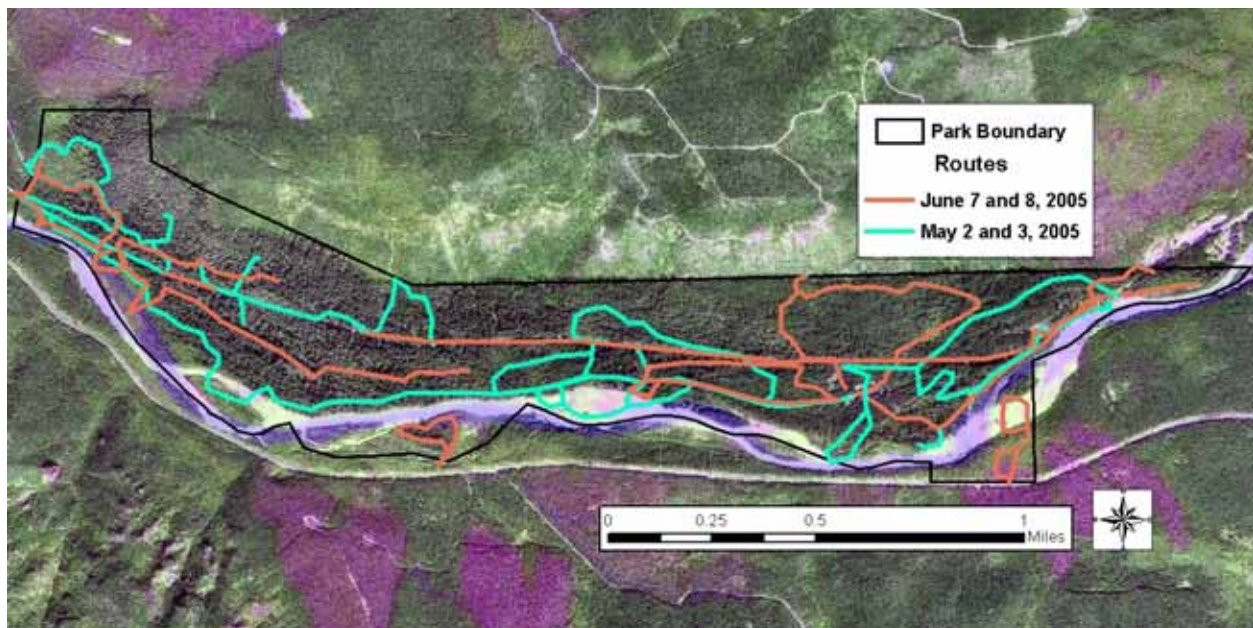 Park Boundary
Routes
June 7 and 8, 2005
May 2 and 3, 2005
0 0.25 0.5 1
Miles